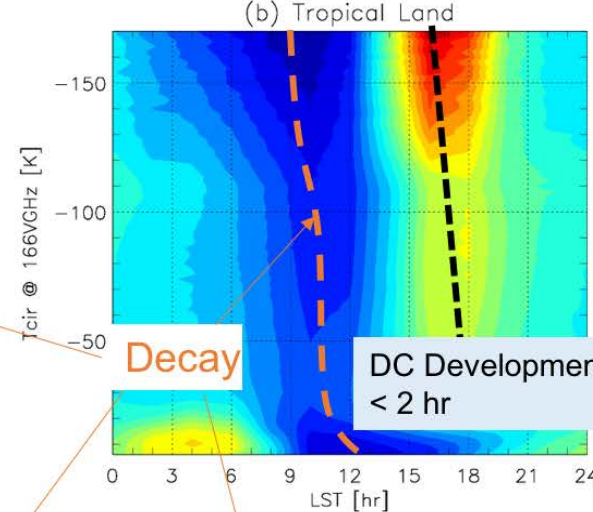 (b) Tropical Land
Tcir @ 166VGHz [K]
-150
-100
-50
Decay
DC Developmen
< 2 hr
0 3 6 9 12 15 18 21 24
LST [hr]